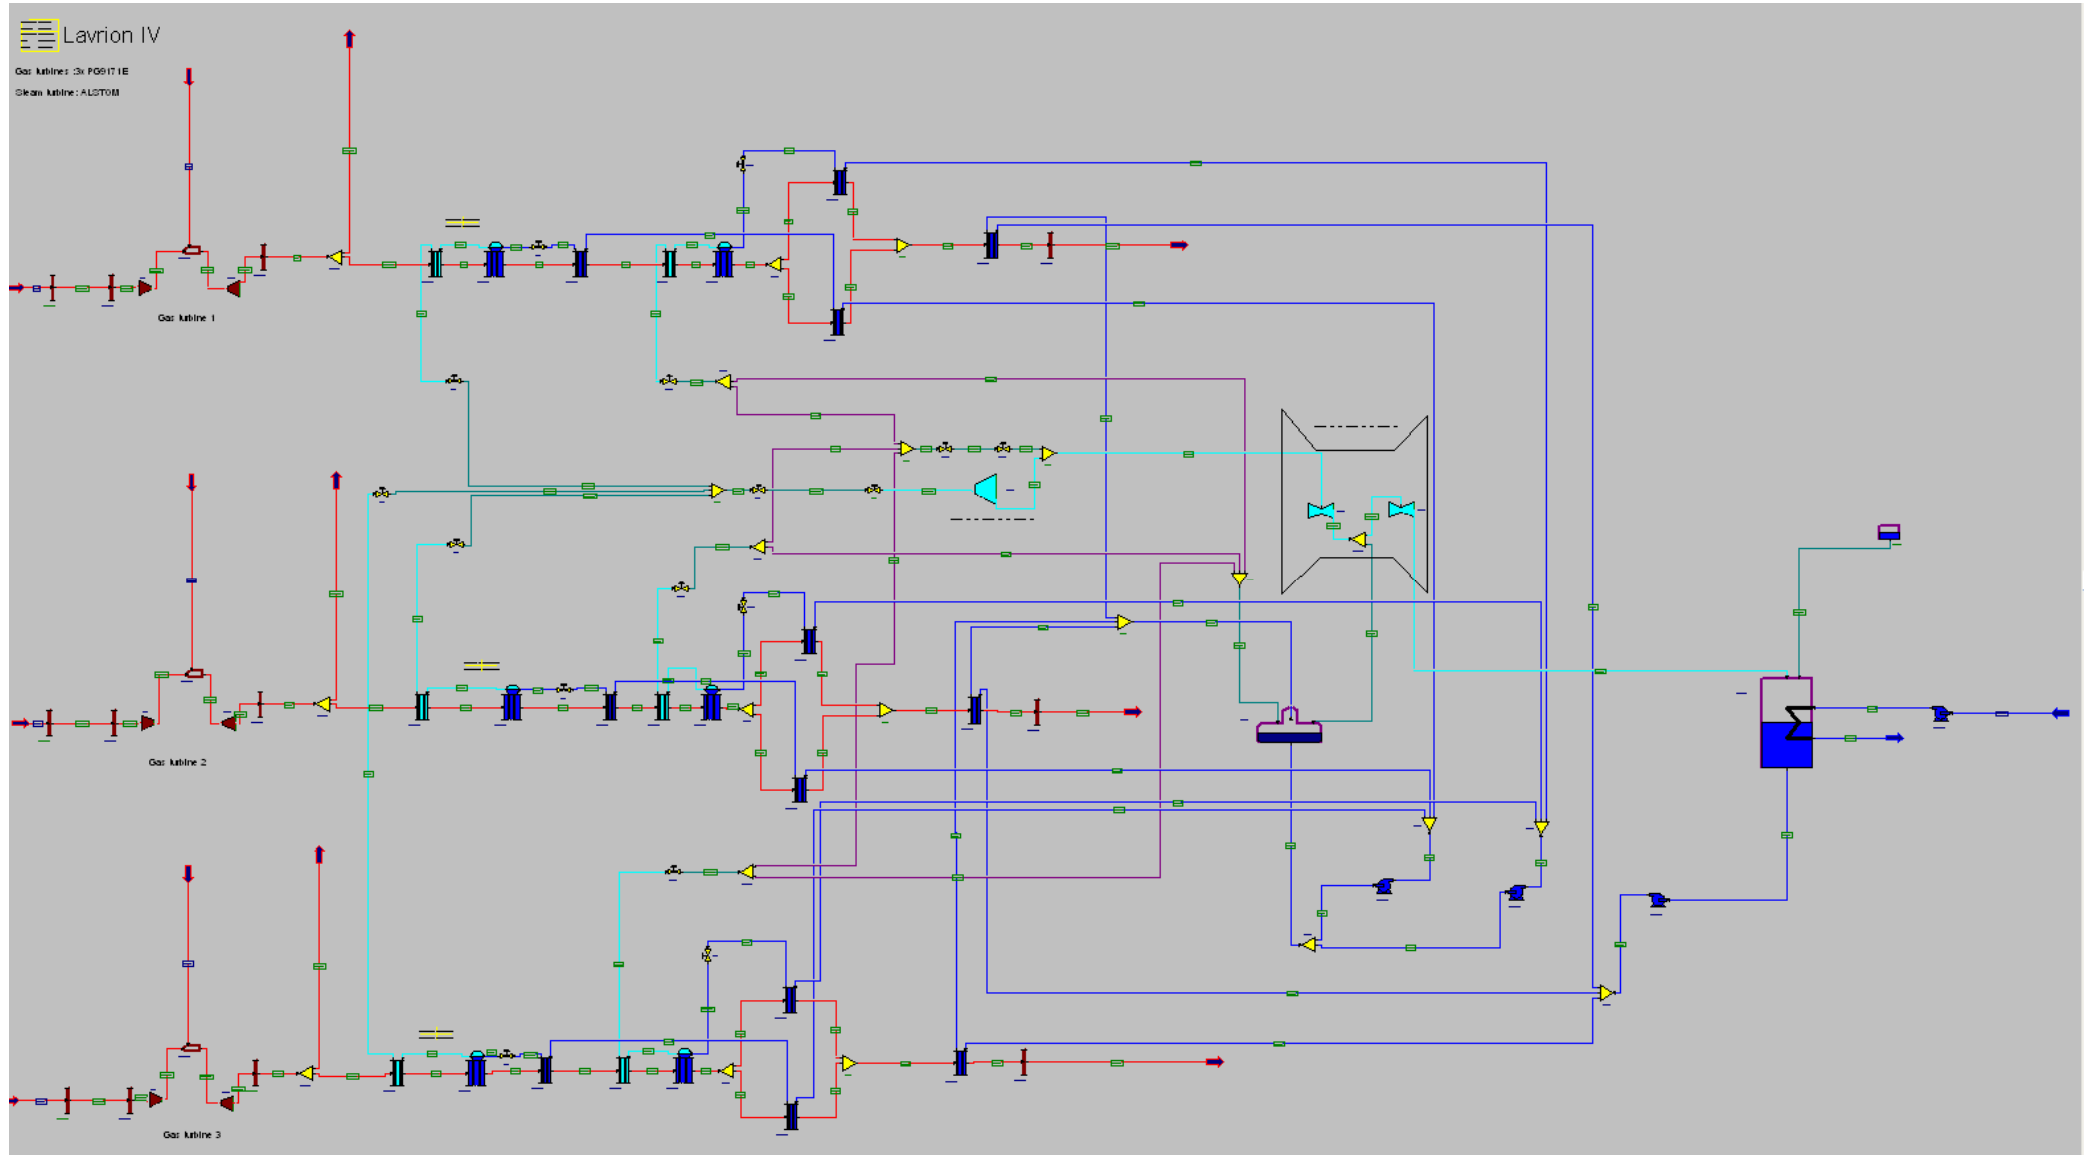 Lavrion IV
Gas turbines :3x PG9171E
Steam turbine: ALSTOM
Gas turbine 1
Gas turbine 2
Gas turbine 3